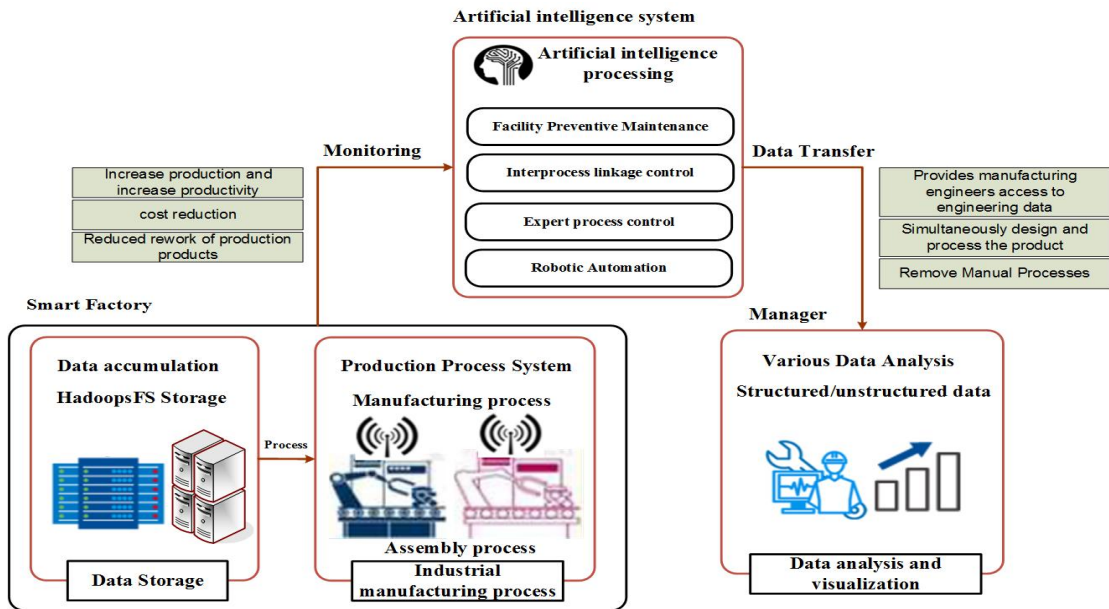 Artificial intelligence system
Artificial intelligence
processing
Facility Preventive Maintenance
Interprocess linkage control
Expert process control
Robotic Automation
Monitoring
Increase production and
increase productivity
cost reduction
Reduced rework of production
products
Data Transfer
Provides manufacturing
engineers access to
engineering data
Simultaneously design and
process the product
Remove Manual Processes
Smart Factory
Data accumulation
HadoopsFS Storage
Data Storage
Process
Production Process System
Manufacturing process
Assembly process
Industrial
manufacturing process
Manager
Various Data Analysis
Structured/unstructured data
Data analysis and
visualization